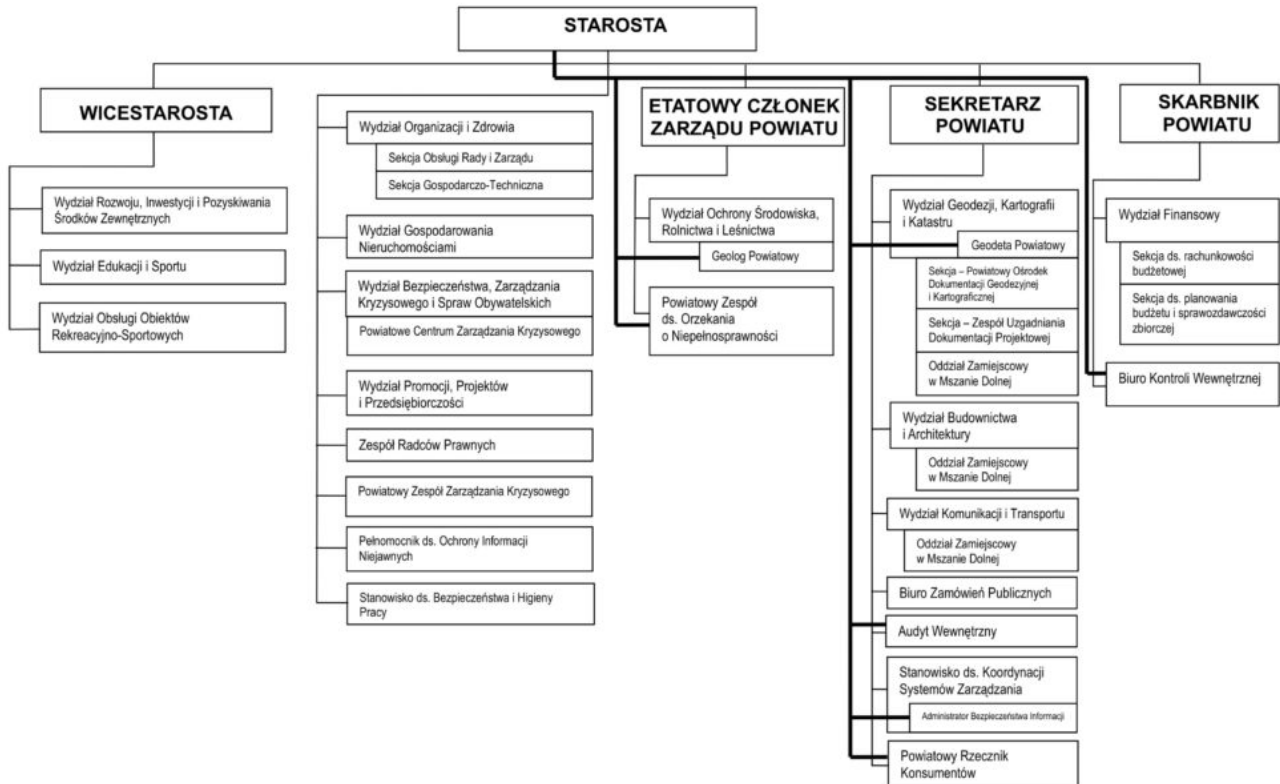 STAROSTA
WICESTAROSTA
Wydział Rozwoju, Inwestycji i Pozyskiwania
Środków Zewnętrznych
Wydział Edukacji i Sportu
Wydział Obsługi Obiektów
Rekreacyjno-Sportowych
Wydział Organizacji i Zdrowia
Sekcja Obsługi Rady i Zarządu
Sekcja Gospodarczo-Techniczna
Wydział Gospodarowania
Nieruchomościami
Wydział Bezpieczeństwa, Zarządzania
Kryzysowego i Spraw Obywatelskich
Powiatowe Centrum Zarządzania Kryzysowego
Wydział Promocji, Projektów
i Przedsiębiorczości
Zespół Radców Prawnych
Powiatowy Zespół Zarządzania Kryzysowego
Pełnomocnik ds. Ochrony Informacji
Niejawnych
Stanowisko ds. Bezpieczeństwa i Higieny
Pracy
ETATOWY CZŁONEK
ZARZĄDU POWIATU
Wydział Ochrony Środowiska,
Rolnictwa i Leśnictwa
Geolog Powiatowy
Powiatowy Zespół
ds. Orzekania
o Niepełnosprawności
SEKRETARZ
POWIATU
Wydział Geodezji, Kartografii
i Katastru
Geodeta Powiatowy
Sekcja – Powiatowy Ośrodek
Dokumentacji Geodezyjnej
i Kartograficznej
Sekcja – Zespół Uzgadniania
Dokumentacji Projektowej
Oddział Zamiejscowy
w Mszanie Dolnej
Wydział Budownictwa
i Architektury
Oddział Zamiejscowy
w Mszanie Dolnej
Wydział Komunikacji i Transportu
Oddział Zamiejscowy
w Mszanie Dolnej
Biuro Zamówień Publicznych
Audyt Wewnętrzny
Stanowisko ds. Koordynacji
Systemów Zarządzania
Administrator Bezpieczeństwa Informacji
Powiatowy Rzecznik
Konsumentów
SKARBNIK
POWIATU
Wydział Finansowy
Sekcja ds. rachunkowości
budżetowej
Sekcja ds. planowania
budżetu i sprawozdawczości
zbiorczej
Biuro Kontroli Wewnętrznej